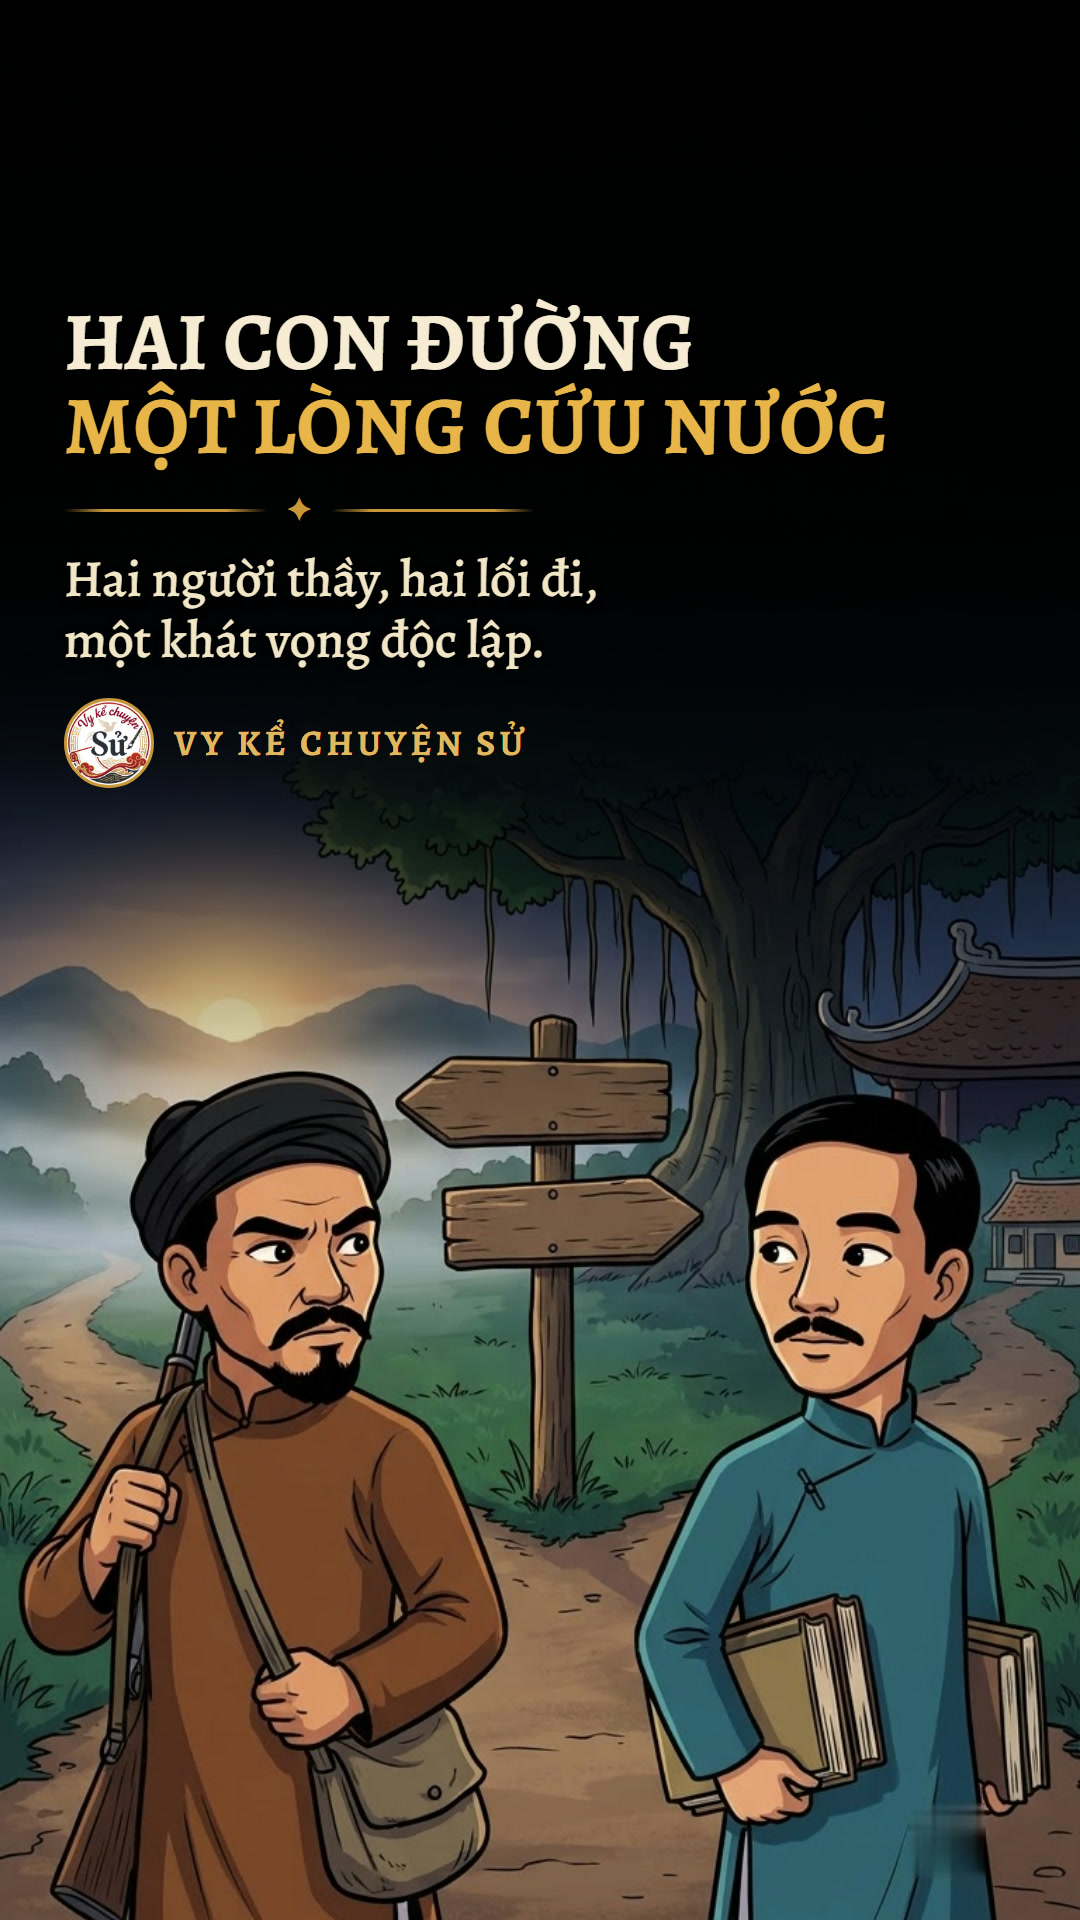 HAI CON ĐƯỜNG
MỘT LÒNG CỨU NƯỚC
Hai người thầy, hai lối đi,
một khát vọng độc lập.
Vy kể chuyện
Sử
VY KỂ CHUYỆN SỬ